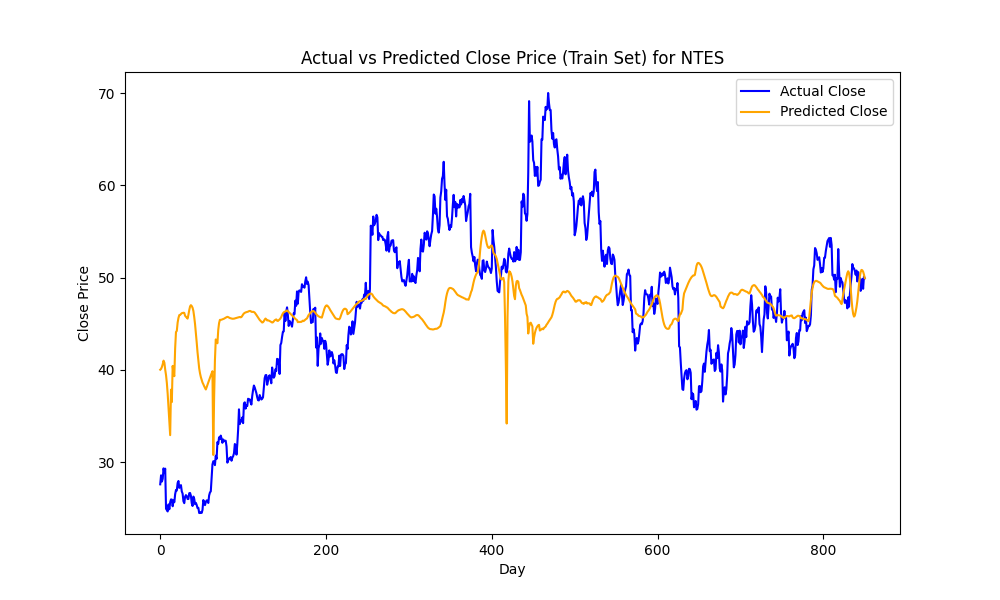 Actual vs Predicted Close Price (Train Set) for NTES
Actual Close
Predicted Close
70
60
50
40
30
Close Price
0 200 400 600 800
Day